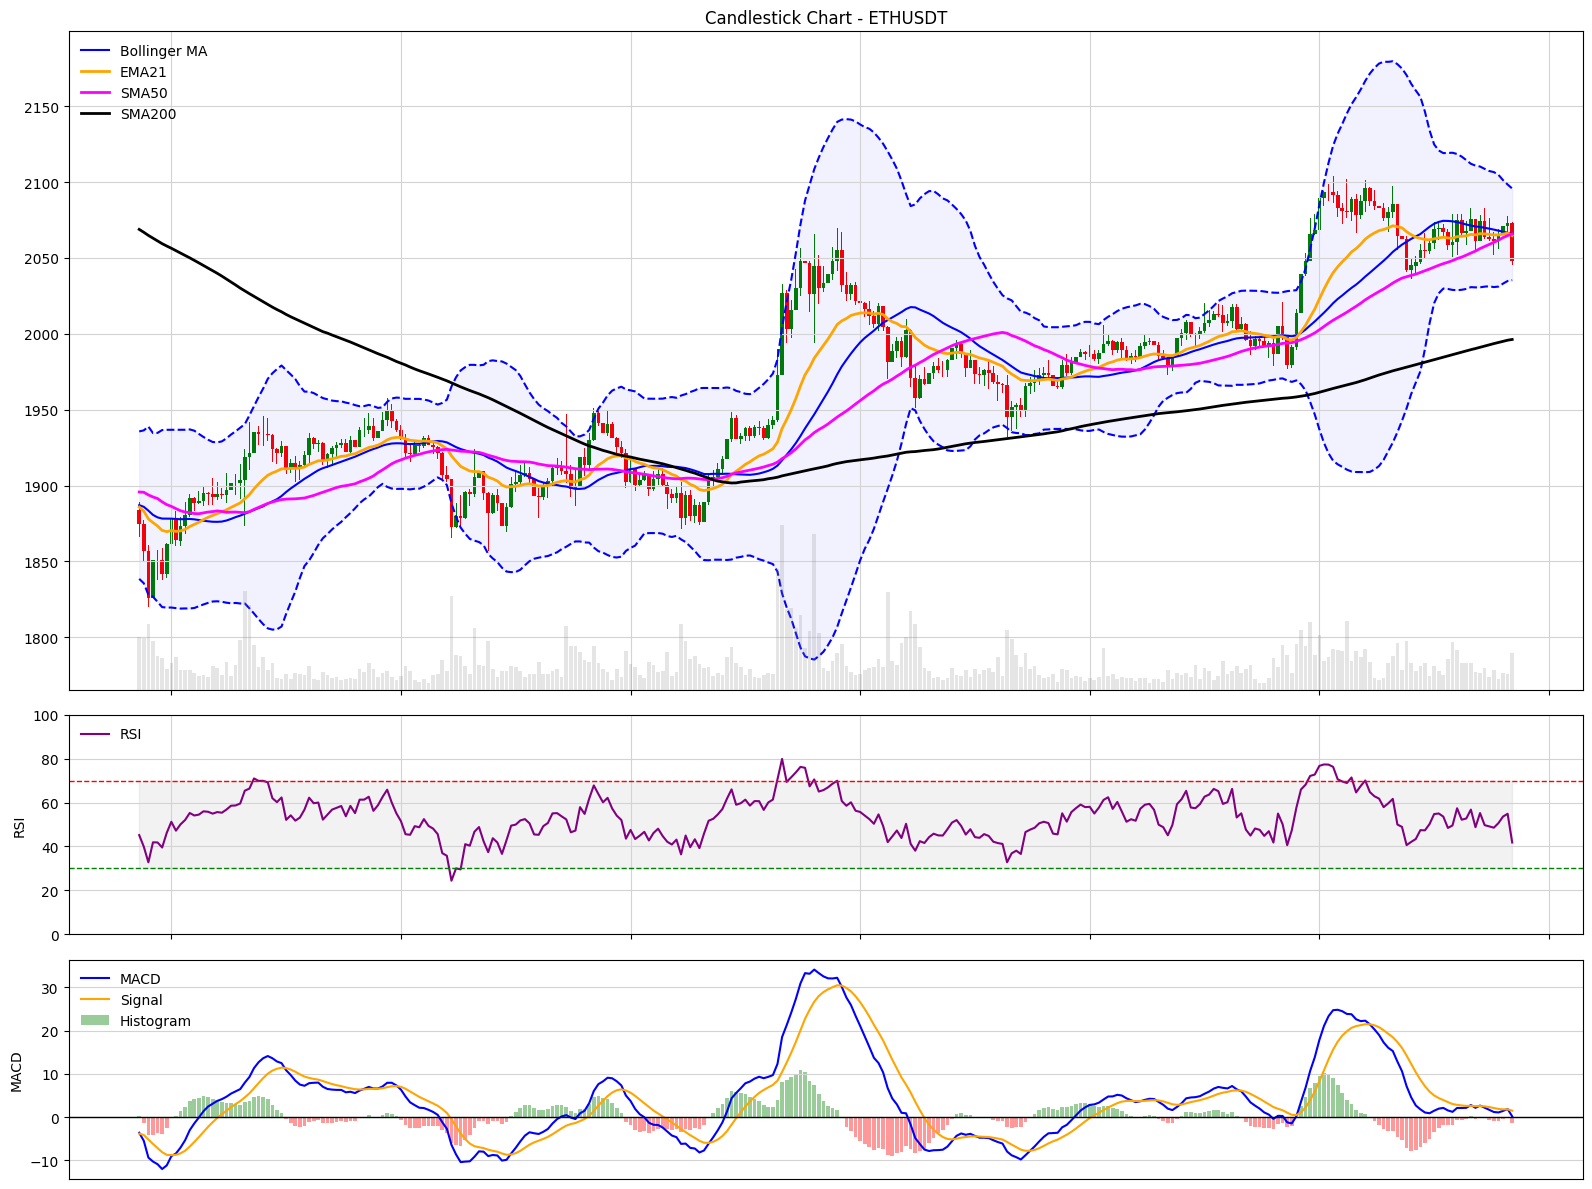 Candlestick Chart - ETHUSDT
Bollinger MA
EMA21
SMA50
SMA200
2150
2100
2050
2000
1950
1900
1850
1800
RSI
100
80
60
40
20
0
RSI
MACD
Signal
Histogram
30
20
10
0
−10
MACD